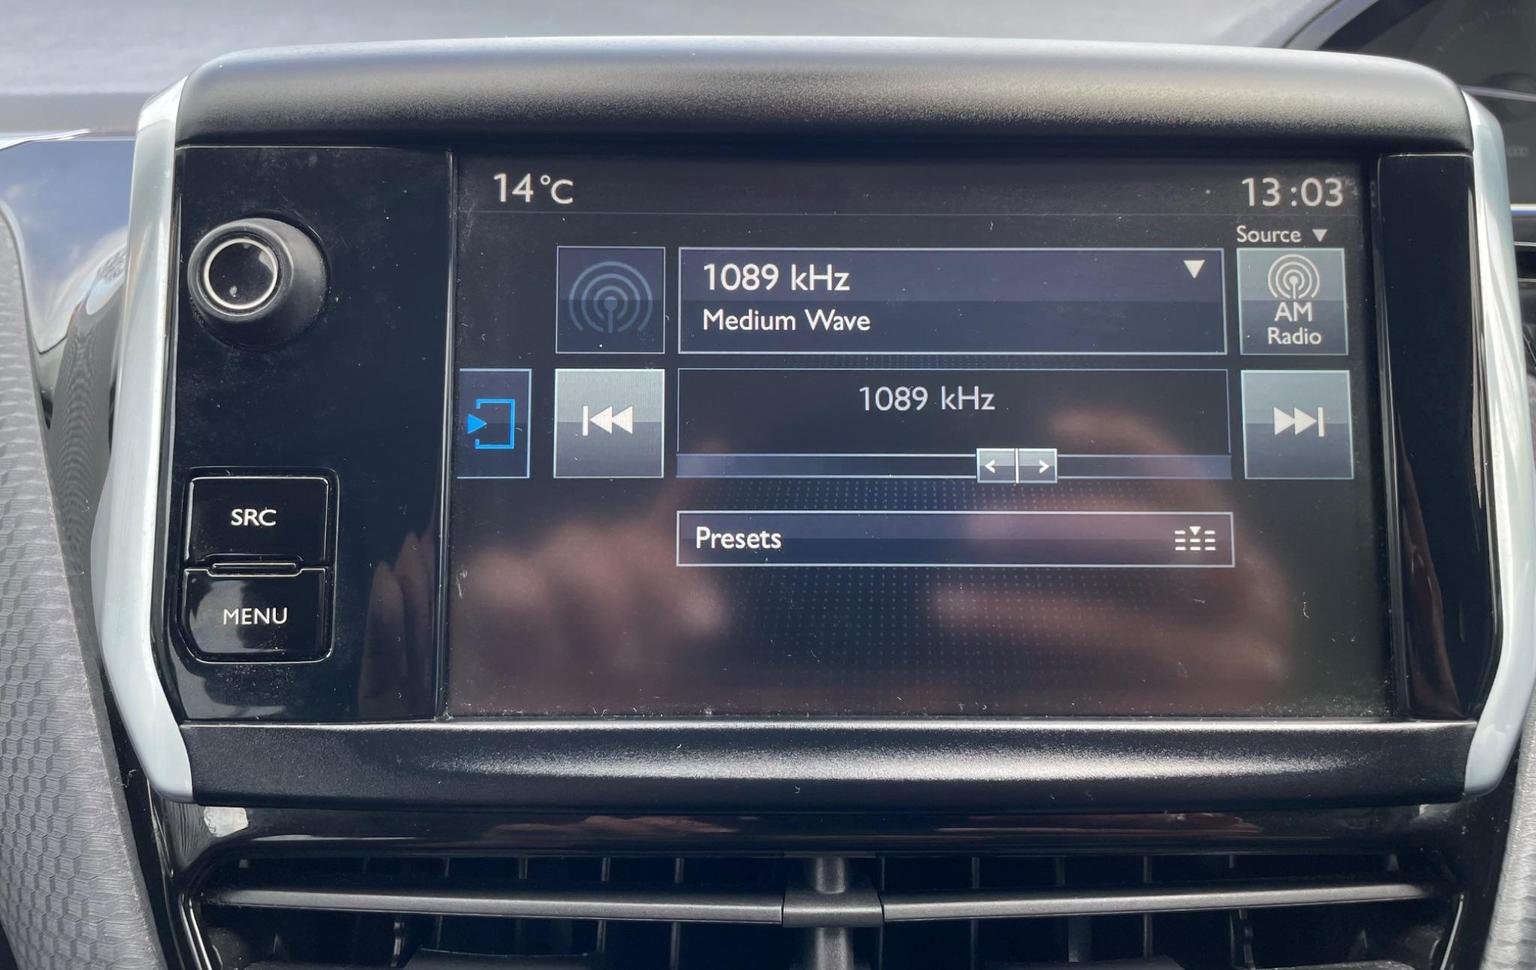 14°C
13:03
Source
1089 kHz
Medium Wave
AM
Radio
1089 kHz
SRC
Presets
MENU